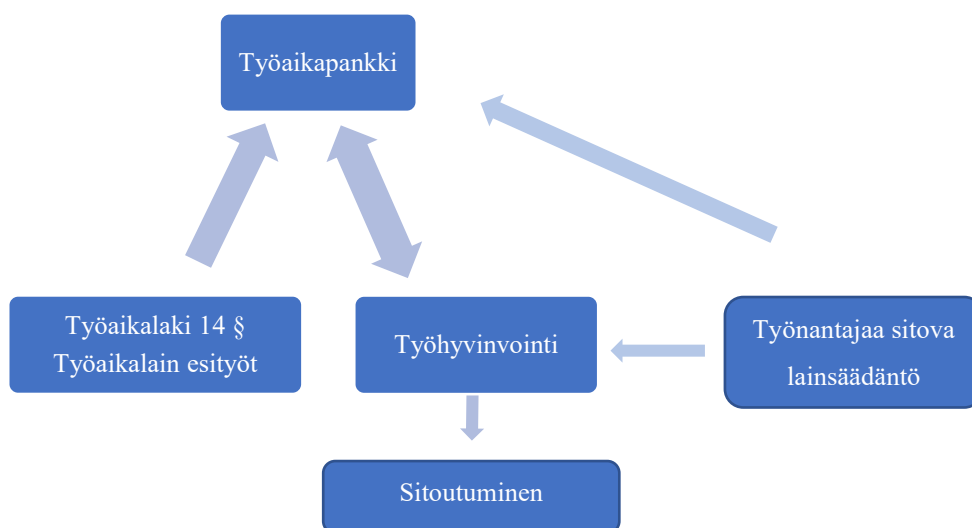 Työaikapankki
Työaikalaki 14 §
Työaikalain esityöt
Työhyvinvointi
Työnantajaa sitova
lainsäädäntö
Sitoutuminen